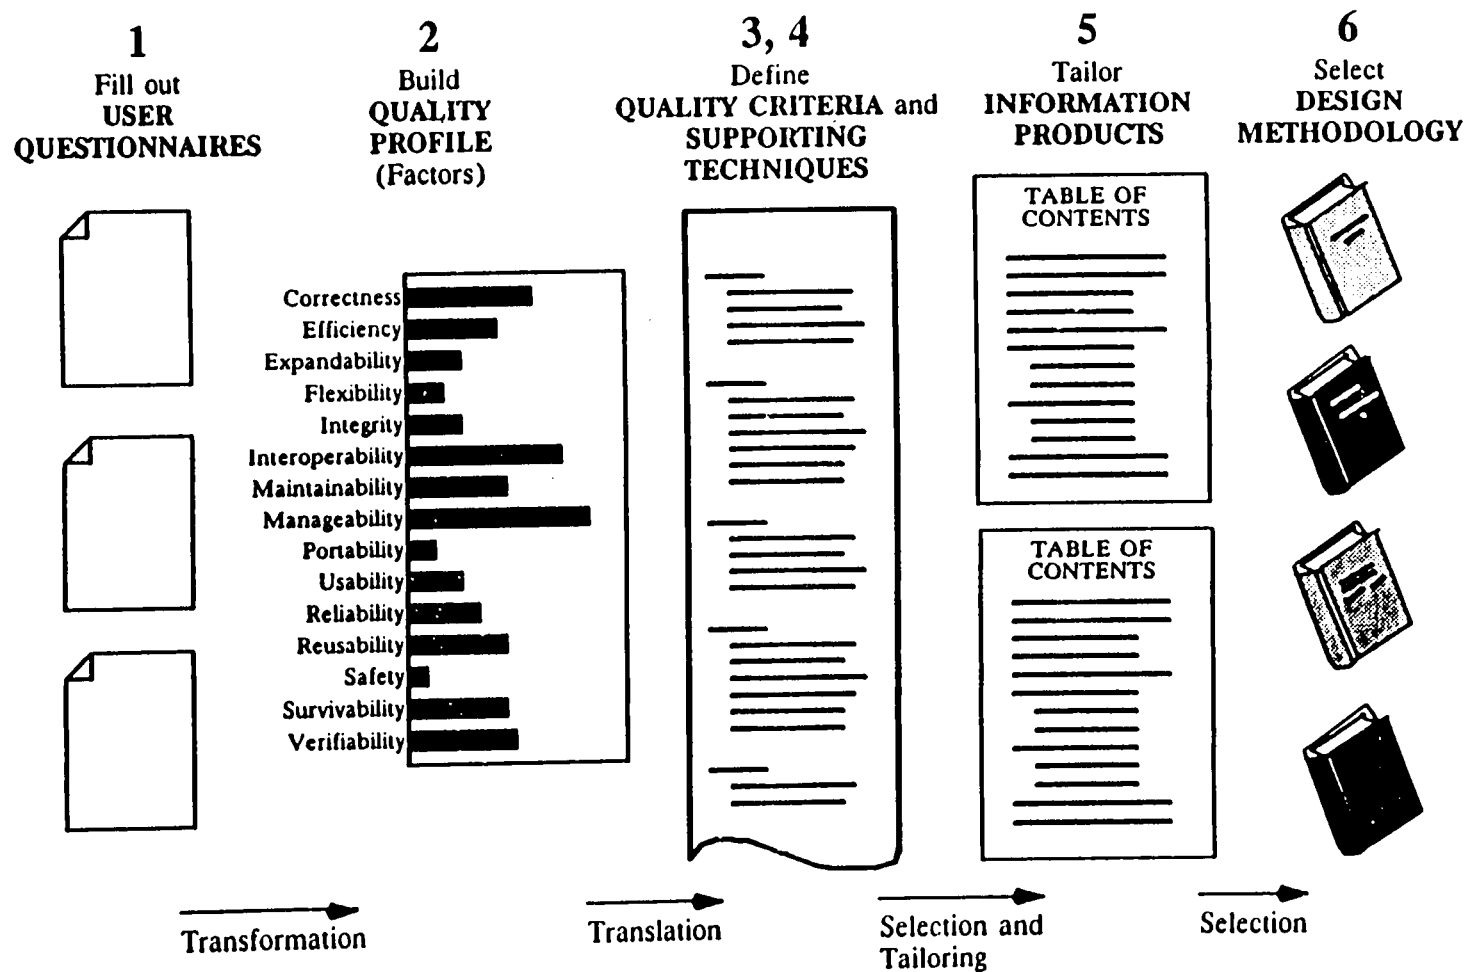 1
Fill out
USER
QUESTIONNAIRES
2
Build
QUALITY
PROFILE
(Factors)
3, 4
Define
QUALITY CRITERIA and
SUPPORTING
TECHNIQUES
5
Tailor
INFORMATION
PRODUCTS
6
Select
DESIGN
METHODOLOGY
Correctness
Efficiency
Expandability
Flexibility
Integrity
Interoperability
Maintainability
Manageability
Portability
Usability
Reliability
Reusability
Safety
Survivability
Verifiability
TABLE OF
CONTENTS
TABLE OF
CONTENTS
Transformation
Translation
Selection and
Tailoring
Selection